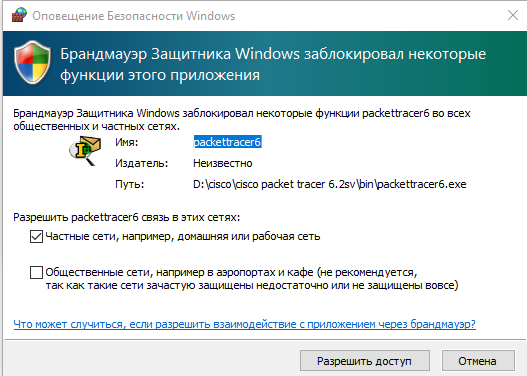 Оповещение Безопасности Windows
Брандмауэр Защитника Windows заблокировал некоторые
функции этого приложения
Брандмауэр Защитника Windows заблокировал некоторые функции packettracer6 во всех
общественных и частных сетях.
Имя: packettracer6
Издатель: Неизвестно
Путь: D:\cisco\cisco packet tracer 6.2sv\bin\packettracer6.exe
Разрешить packettracer6 связь в этих сетях:
Частные сети, например, домашняя или рабочая сеть
Общественные сети, например в аэропортах и кафе (не рекомендуется,
так как такие сети зачастую защищены недостаточно или не защищены вовсе)
Что может случиться, если разрешить взаимодействие с приложением через брандмауэр?
Разрешить доступ Отмена